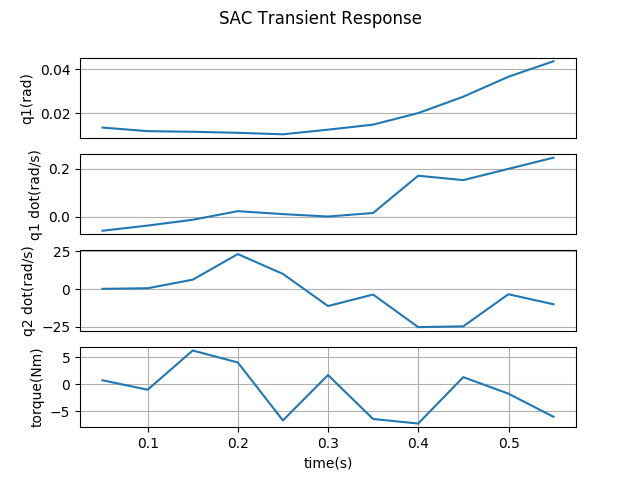 SAC Transient Response
q1(rad)
0.04
0.02
q1 dot(rad/s)
0.2
0.0
q2 dot(rad/s)
25
0
−25
torque(Nm)
5
0
−5
0.1 0.2 0.3 0.4 0.5
time(s)